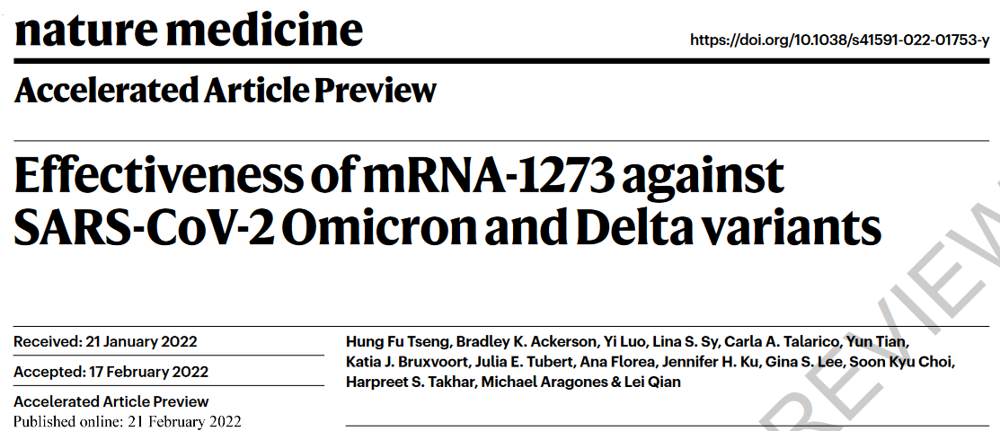 nature medicine
https://doi.org/10.1038/s41591-022-01753-y
Accelerated Article Preview
Effectiveness of mRNA-1273 against
SARS-CoV-2 Omicron and Delta variants
Received: 21 January 2022
Accepted: 17 February 2022
Accelerated Article Preview
Published online: 21 February 2022
Hung Fu Tseng, Bradley K. Ackerson, Yi Luo, Lina S. Sy, Carla A. Talarico, Yun Tian,
Katia J. Bruxvoort, Julia E. Tubert, Ana Florea, Jennifer H. Ku, Gina S. Lee, Soon Kyu Choi,
Harpreet S. Takhar, Michael Aragones & Lei Qian
REVIEW